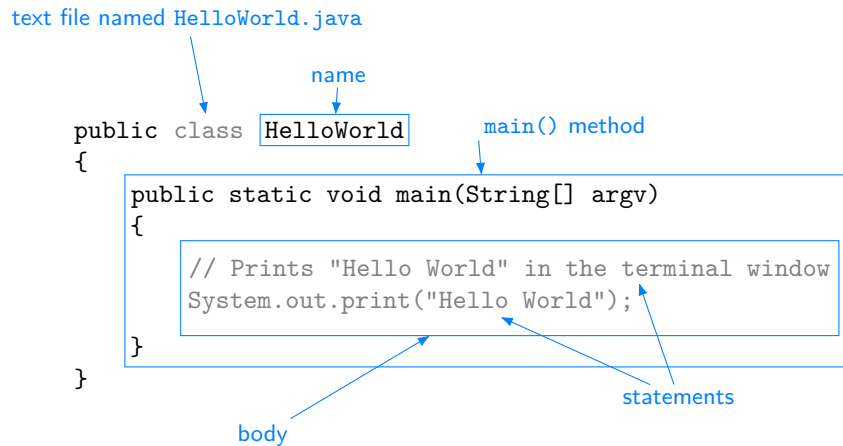 text file named HelloWorld.java
name
public class HelloWorld
main() method
{
public static void main(String[] argv)
{
// Prints "Hello World" in the terminal window
System.out.print("Hello World");
}
}
statements
body